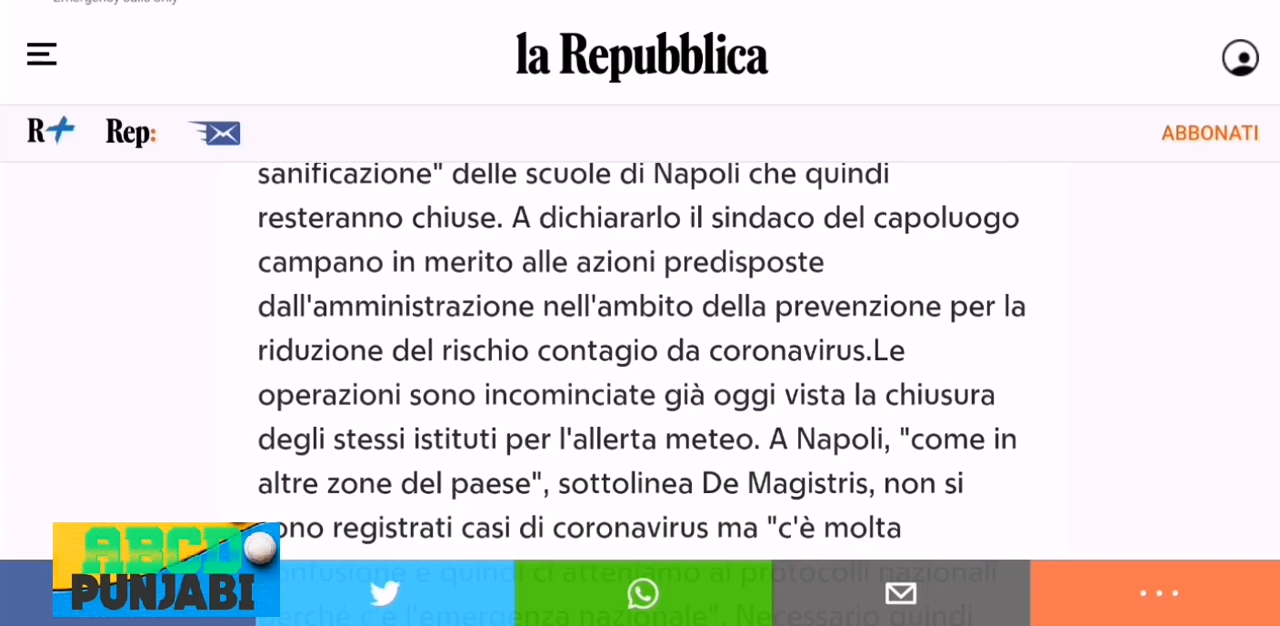 Emergency calls only
la Repubblica
R+
Rep:
ABBONATI
sanificazione" delle scuole di Napoli che quindi
resteranno chiuse. A dichiararlo il sindaco del capoluogo
campano in merito alle azioni predisposte
dall'amministrazione nell'ambito della prevenzione per la
riduzione del rischio contagio da coronavirus.Le
operazioni sono incominciate già oggi vista la chiusura
degli stessi istituti per l'allerta meteo. A Napoli, "come in
altre zone del paese", sottolinea De Magistris, non si
sono registrati casi di coronavirus ma "c'è molta
confusione e quindi ci atteniamo ai protocolli nazionali
perché c'è l'emergenza nazionale". Necessario quindi
ABCD
PUNJABI